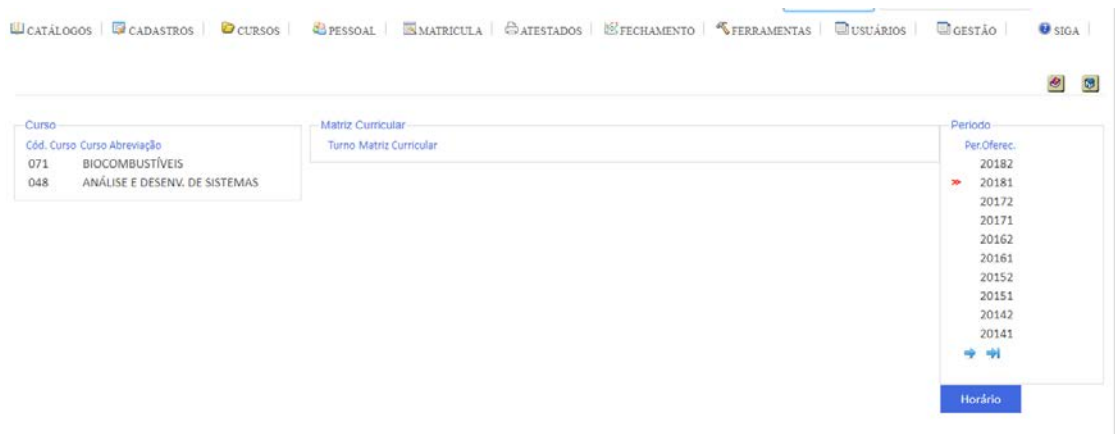 CATÁLOGOS CADASTROS CURSOS PESSOAL MATRICULA ATESTADOS FECHAMENTO FERRAMENTAS USUÁRIOS GESTÃO SIGA
Curso
Cód. Curso Curso Abreviação
071 BIOCOMBUSTÍVEIS
048 ANÁLISE E DESENV. DE SISTEMAS
Matriz Curricular
Turno Matriz Curricular
Periodo
Per.Oferec.
20182
20181
20172
20171
20162
20161
20152
20151
20142
20141
Horário